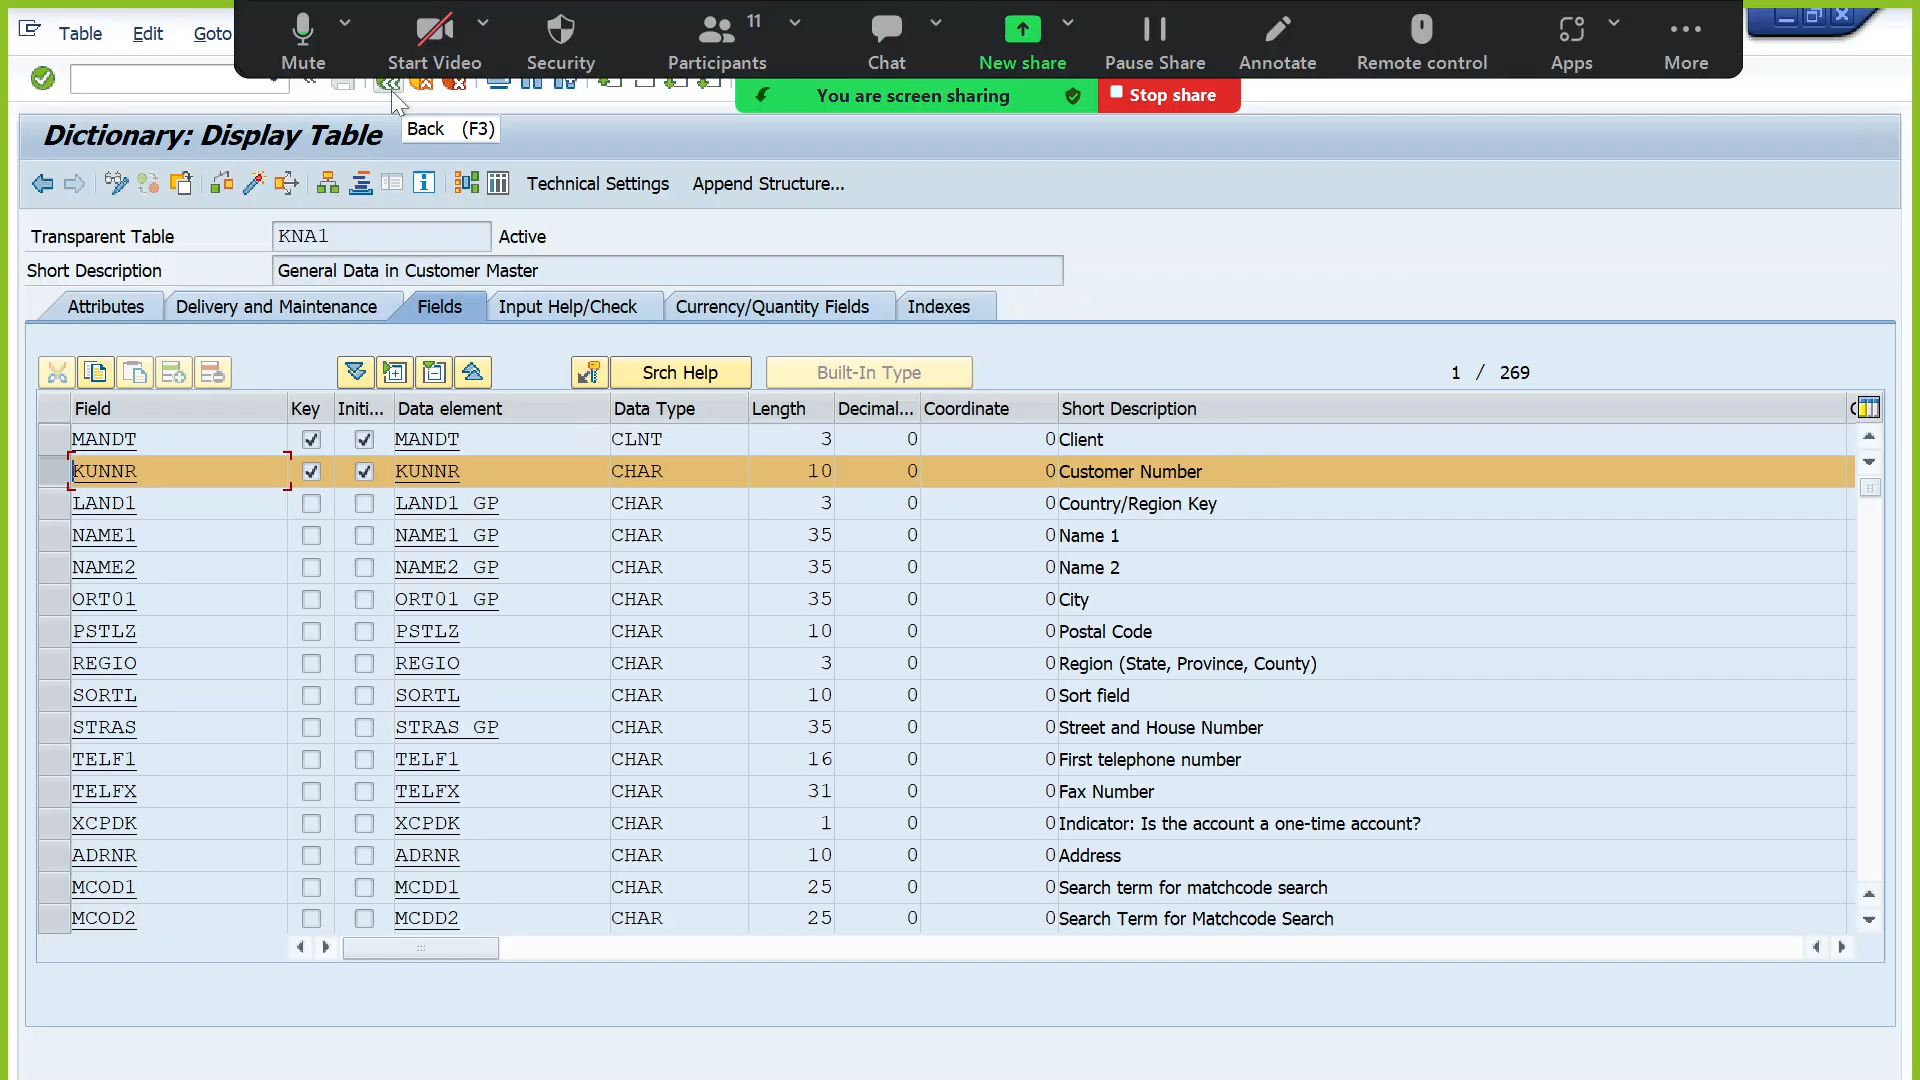 Mute
Start Video
Security
Participants 11
Chat
New share
Pause Share
Annotate
Remote control
Apps
More
Table Edit Goto
You are screen sharing Stop share
Back (F3)
Dictionary: Display Table
Technical Settings Append Structure...
Transparent Table KNA1 Active
Short Description General Data in Customer Master
Attributes Delivery and Maintenance Fields Input Help/Check Currency/Quantity Fields Indexes
Srch Help Built-In Type 1 / 269
Field Key Initi... Data element Data Type Length Decimal... Coordinate Short Description
MANDT MANDT CLNT 3 0 0 Client
KUNNR KUNNR CHAR 10 0 0 Customer Number
LAND1 LAND1_GP CHAR 3 0 0 Country/Region Key
NAME1 NAME1_GP CHAR 35 0 0 Name 1
NAME2 NAME2_GP CHAR 35 0 0 Name 2
ORT01 ORT01_GP CHAR 35 0 0 City
PSTLZ PSTLZ CHAR 10 0 0 Postal Code
REGIO REGIO CHAR 3 0 0 Region (State, Province, County)
SORTL SORTL CHAR 10 0 0 Sort field
STRAS STRAS_GP CHAR 35 0 0 Street and House Number
TELF1 TELF1 CHAR 16 0 0 First telephone number
TELFX TELFX CHAR 31 0 0 Fax Number
XCPDK XCPDK CHAR 1 0 0 Indicator: Is the account a one-time account?
ADRNR ADRNR CHAR 10 0 0 Address
MCOD1 MCDD1 CHAR 25 0 0 Search term for matchcode search
MCOD2 MCDD2 CHAR 25 0 0 Search Term for Matchcode Search